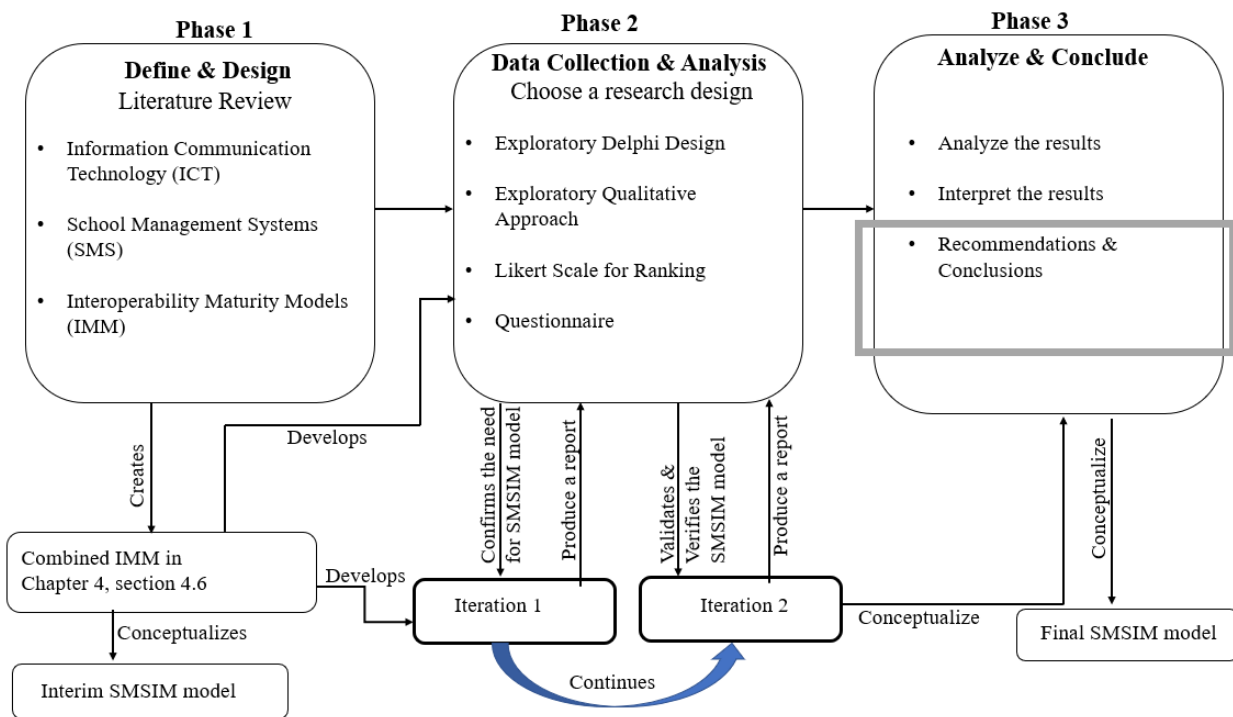 Phase 1
Define & Design
Literature Review
• Information Communication
Technology (ICT)
• School Management Systems
(SMS)
• Interoperability Maturity Models
(IMM)
Phase 2
Data Collection & Analysis
Choose a research design
• Exploratory Delphi Design
• Exploratory Qualitative
Approach
• Likert Scale for Ranking
• Questionnaire
Phase 3
Analyze & Conclude
• Analyze the results
• Interpret the results
• Recommendations &
Conclusions
Creates
Develops
Confirms the need
for SMSIM model
Produce a report
Validates &
Verifies the
SMSIM model
Produce a report
Conceptualize
Combined IMM in
Chapter 4, section 4.6
Develops
Iteration 1
Iteration 2
Conceptualize
Final SMSIM model
Conceptualizes
Interim SMSIM model
Continues